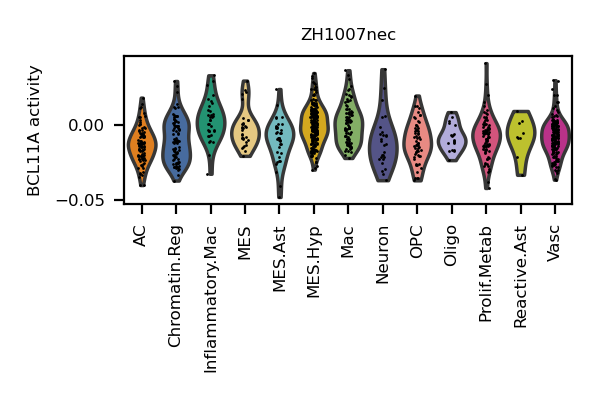 ZH1007nec
BCL11A activity
0.00
−0.05
AC
Chromatin.Reg
Inflammatory.Mac
MES
MES.Ast
MES.Hyp
Mac
Neuron
OPC
Oligo
Prolif.Metab
Reactive.Ast
Vasc